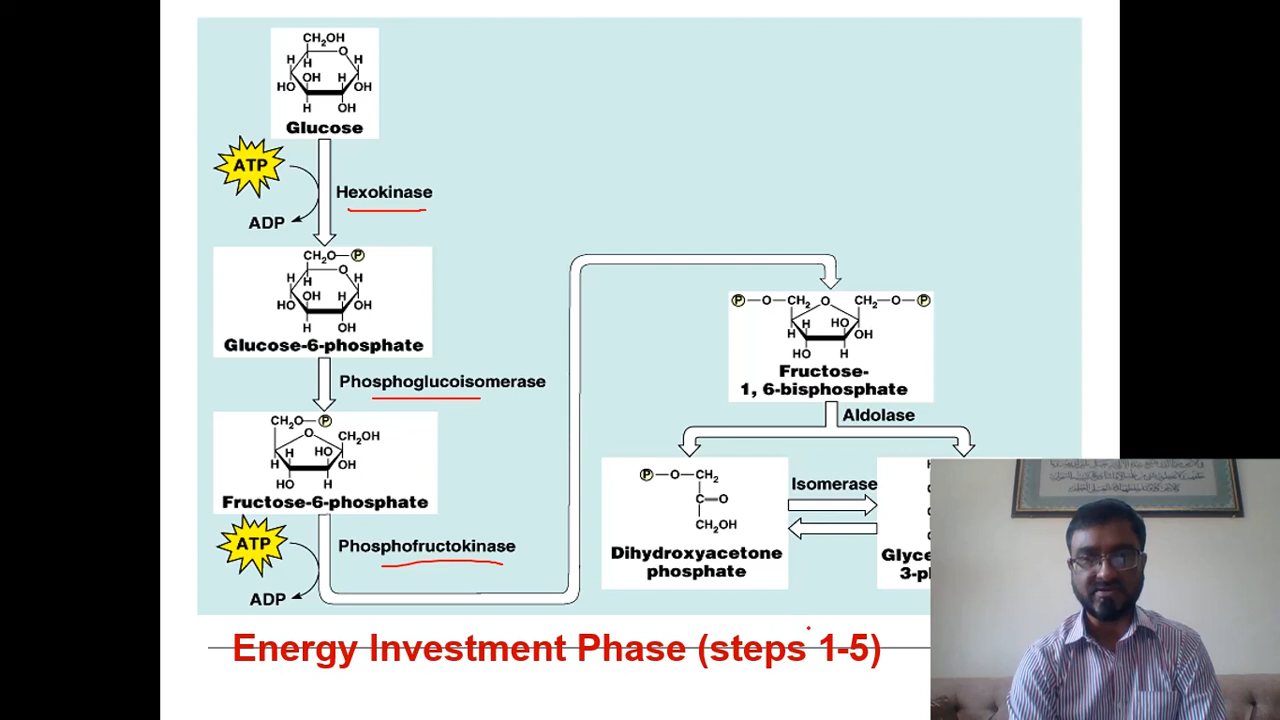 CH₂OH
O
H
H
H
OH
H
HO
OH
H
OH
Glucose
ATP
Hexokinase
ADP
CH₂O—P
O
H
H
H
OH
H
HO
OH
H
OH
Glucose-6-phosphate
Phosphoglucoisomerase
CH₂O—P
O
CH₂OH
H
HO
H
OH
HO
H
Fructose-6-phosphate
ATP
Phosphofructokinase
ADP
P—O—CH₂
O
CH₂—O—P
H
HO
H
OH
HO
H
Fructose-
1, 6-bisphosphate
Aldolase
P—O—CH₂
C=O
CH₂OH
Dihydroxyacetone
phosphate
Isomerase
Energy Investment Phase (steps 1-5)